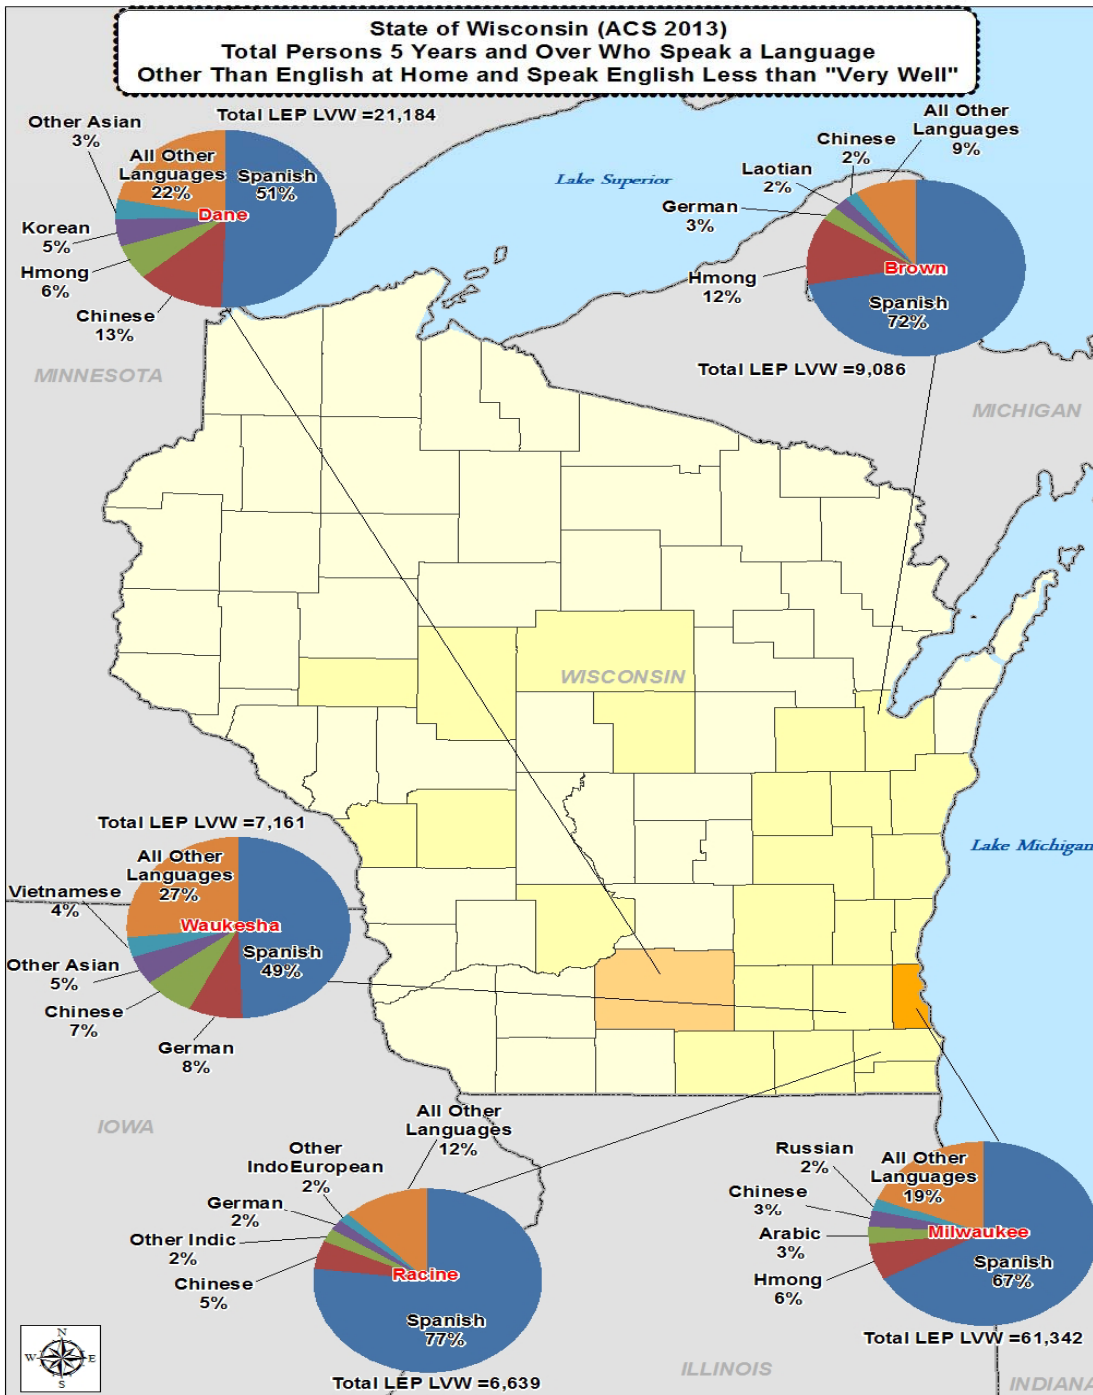 State of Wisconsin (ACS 2013)
Total Persons 5 Years and Over Who Speak a Language
Other Than English at Home and Speak English Less than "Very Well"
Total LEP LVW =21,184
Other Asian
3%
All Other
Languages
22%
Spanish
51%
Dane
Korean
5%
Hmong
6%
Chinese
13%
All Other
Languages
9%
Chinese
2%
Laotian
2%
German
3%
Hmong
12%
Brown
Spanish
72%
Total LEP LVW =9,086
Lake Superior
MINNESOTA
MICHIGAN
WISCONSIN
Lake Michigan
Total LEP LVW =7,161
All Other
Languages
27%
Vietnamese
4%
Waukesha
Spanish
49%
Other Asian
5%
Chinese
7%
German
8%
IOWA
All Other
Languages
12%
Other
IndoEuropean
2%
German
2%
Other Indic
2%
Chinese
5%
Racine
Spanish
77%
Total LEP LVW =6,639
Russian
2%
All Other
Languages
19%
Chinese
3%
Arabic
3%
Hmong
6%
Milwaukee
Spanish
67%
Total LEP LVW =61,342
N
W
E
S
ILLINOIS
INDIANA